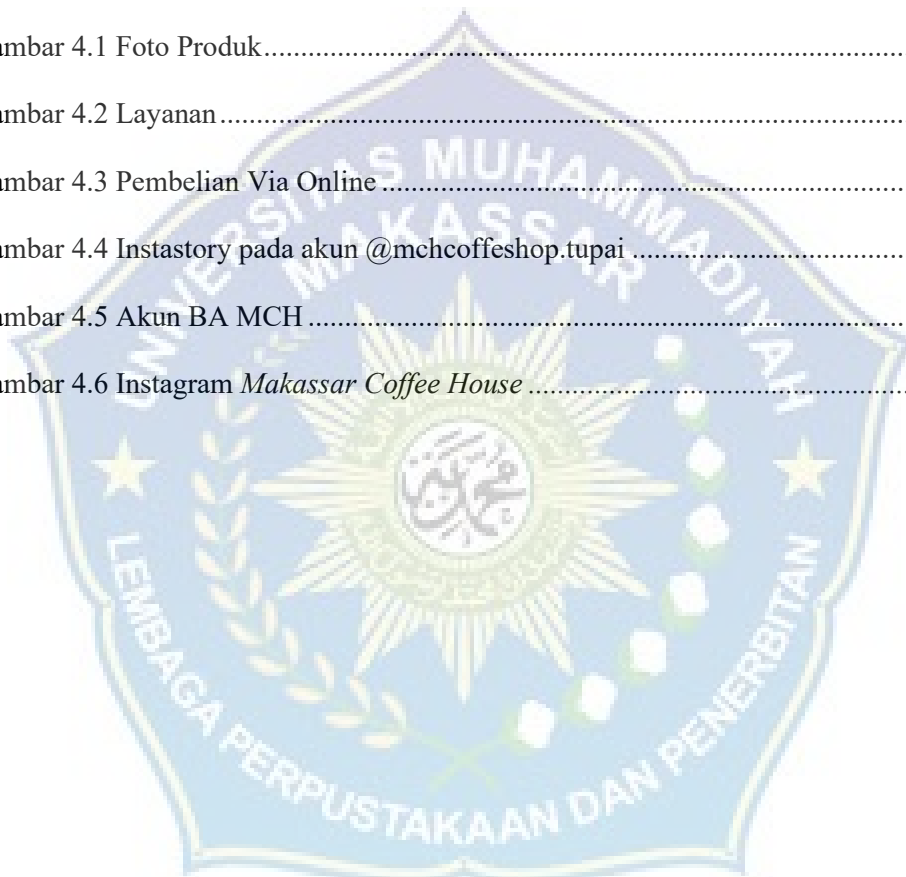 ambar 4.1 Foto Produk................................................................................
ambar 4.2 Layanan................................................................................
ambar 4.3 Pembelian Via Online................................................................................
ambar 4.4 Instastory pada akun @mchcoffeshop.tupai................................................
ambar 4.5 Akun BA MCH................................................................................
ambar 4.6 Instagram Makassar Coffee House................................................................
UNIVERSITAS MUHAMMADIYAH
MAKASSAR
محمد
LEMBAGA PERPUSTAKAAN DAN PENERBITAN